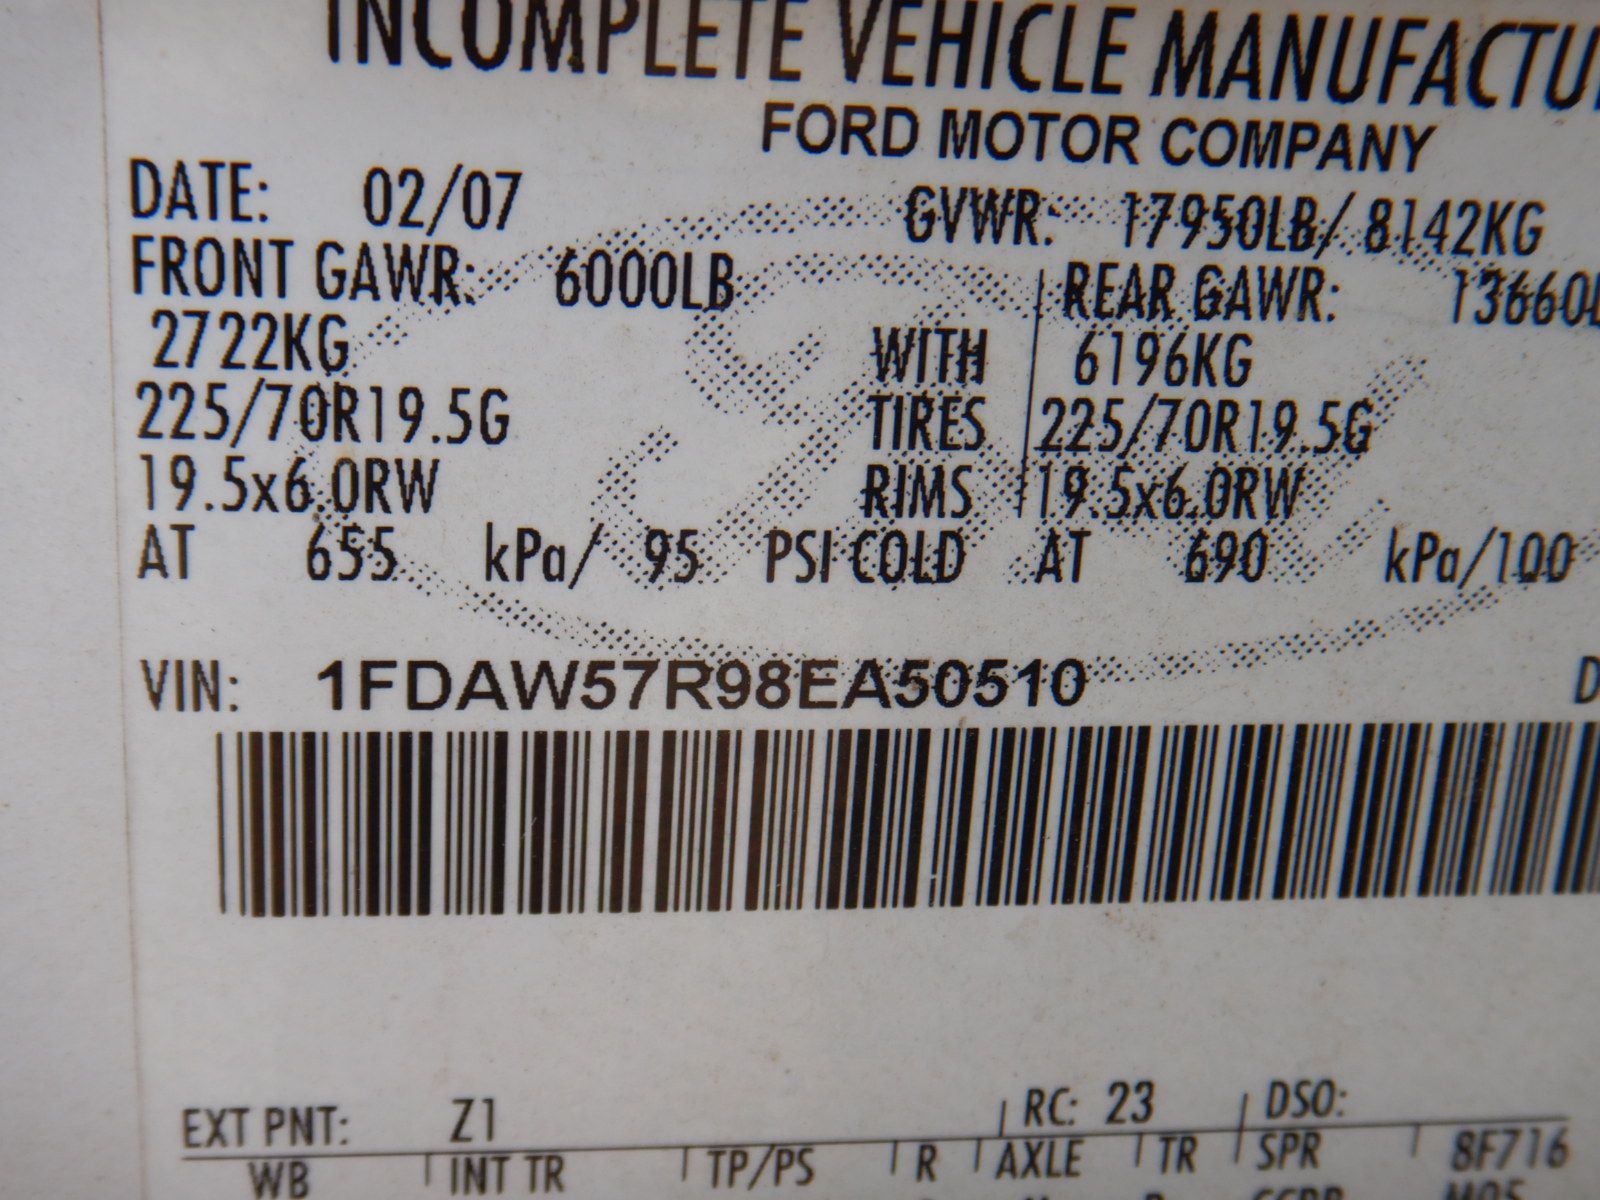 INCOMPLETE VEHICLE MANUFACTU
FORD MOTOR COMPANY
DATE: 02/07 GVWR: 17950LB/ 8142KG
FRONT GAWR: 6000LB REAR GAWR: 13660L
2722KG WITH 6196KG
225/70R19.5G TIRES 225/70R19.5G
19.5x6.0RW RIMS 19.5x6.0RW
AT 655 kPa/ 95 PSI COLD AT 690 kPa/100
VIN: 1FDAW57R98EA50510 D
EXT PNT: Z1 RC: 23 DSO:
WB INT TR TP/PS R AXLE TR SPR 8F716